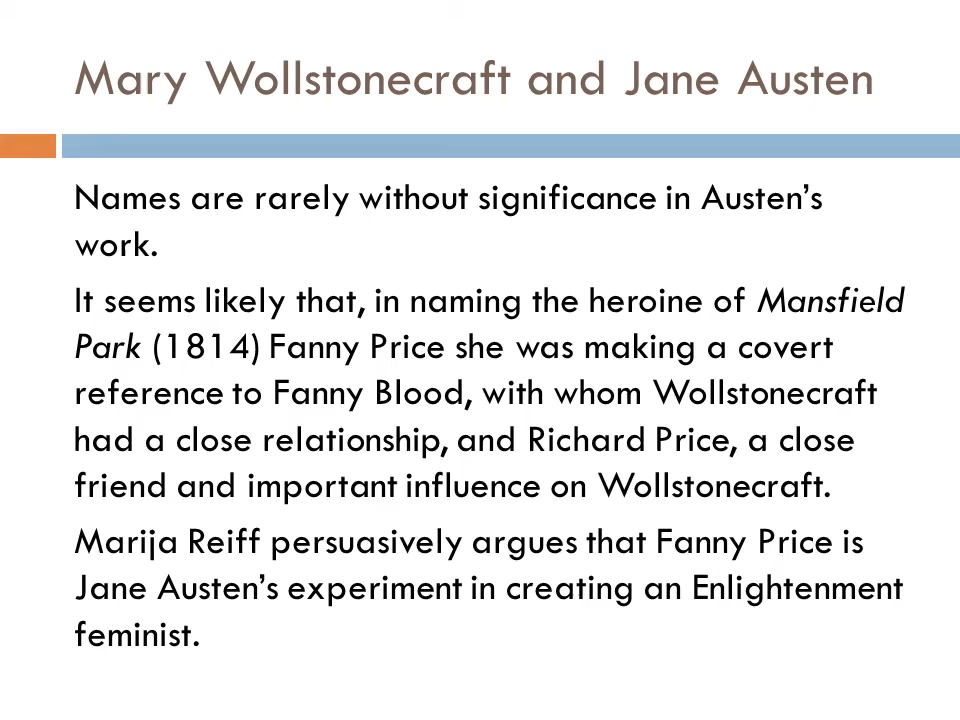 Mary Wollstonecraft and Jane Austen
Names are rarely without significance in Austen’s
work.
It seems likely that, in naming the heroine of Mansfield
Park (1814) Fanny Price she was making a covert
reference to Fanny Blood, with whom Wollstonecraft
had a close relationship, and Richard Price, a close
friend and important influence on Wollstonecraft.
Marija Reiff persuasively argues that Fanny Price is
Jane Austen’s experiment in creating an Enlightenment
feminist.